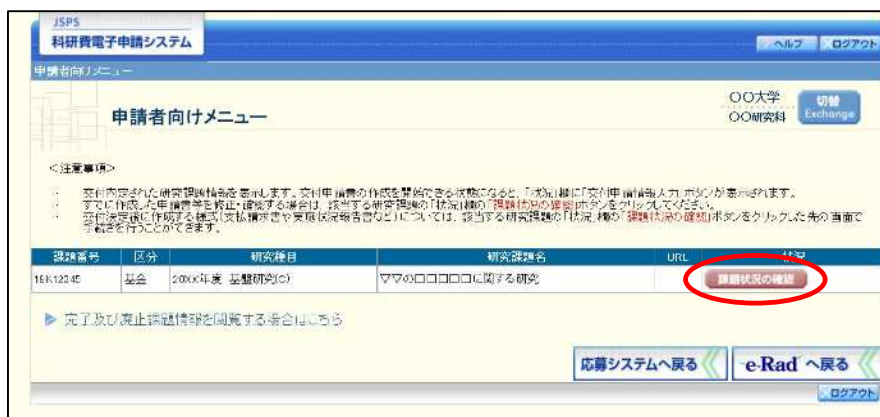 JSPS
科研費電子申請システム
ヘルプ ログアウト
申請者向けメニュー
申請者向けメニュー
〇〇大学
〇〇研究科
切替
Exchange
<注意事項>
交付内定された研究課題情報を表示します。交付申請書の作成を開始できる状態になると、「状況」欄に「交付申請情報入力」ボタンが表示されます。
すでに作成した申請書等を修正・確認する場合は、該当する研究課題の「状況」欄の「課題状況の確認」ボタンをクリックしてください。
交付決定後に作成する様式(支払請求書や実施状況報告書など)については、該当する研究課題の「状況」欄の「課題状況の確認」ボタンをクリックした先の画面で
手続きを行うことができます。
課題番号 区分 研究種目 研究課題名 URL 状況
19K12345 基金 20XX年度 基盤研究(C) ▽▽の□□□□□に関する研究 課題状況の確認
完了及び廃止課題情報を閲覧する場合はこちら
応募システムへ戻る e-Rad へ戻る
ログアウト